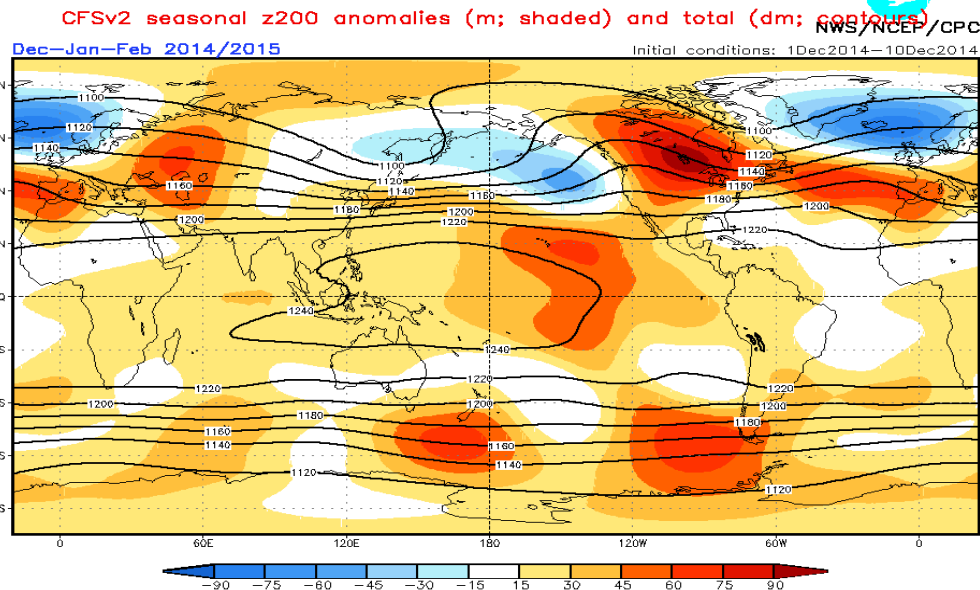 CFSv2 seasonal z200 anomalies (m; shaded) and total (dm; contours)
NWS/NCEP/CPC
Dec-Jan-Feb 2014/2015
Initial conditions: 1Dec2014-10Dec2014
N
N
N
N
Q
S
S
S
S
1100
1120
1140
1160
1200
1180
1100
1120
1140
1160
1200
1220
1100
1120
1140
1160
1180
1200
1220
1240
1240
1220
1200
1180
1160
1140
1120
1220
1200
1160
1140
1200
1180
1120
0
60E
120E
180
120W
60W
0
-90 -75 -60 -45 -30 -15 15 30 45 60 75 90